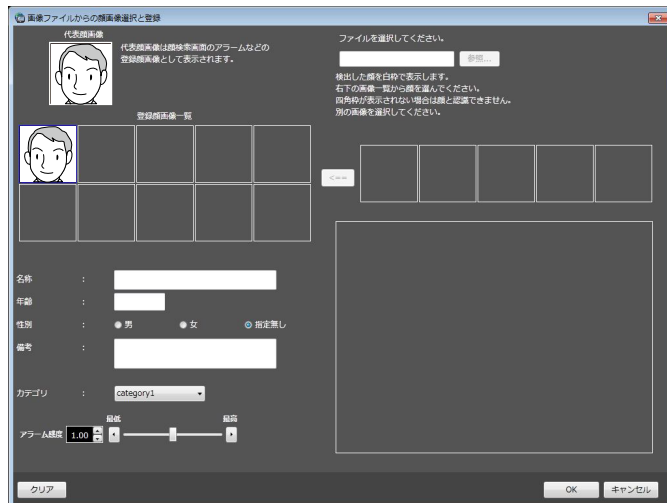 画像ファイルからの顔画像選択と登録
代表顔画像
代表顔画像は顔検索画面のアラームなどの
登録顔画像として表示されます。
登録顔画像一覧
ファイルを選択してください。
参照...
検出した顔を白枠で表示します。
右下の画像一覧から顔を選んでください。
四角枠が表示されない場合は顔と認識できません。
別の画像を選択してください。
<==
名称 :
年齢 :
性別 : 男 女 指定無し
備考 :
カテゴリ : category1
最低 最高
アラーム感度 1.00
クリア
OK キャンセル